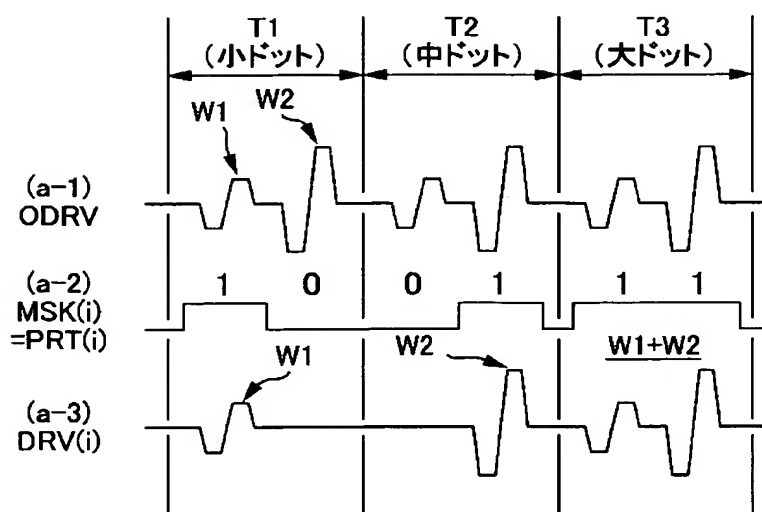 T1 T2 T3
(小ドット) (中ドット) (大ドット)
W1 W2
(a-1)
ODRV
(a-2) 1 0 0 1 1 1
MSK(i)
=PRT(i)
W1 W2 W1+W2
(a-3)
DRV(i)